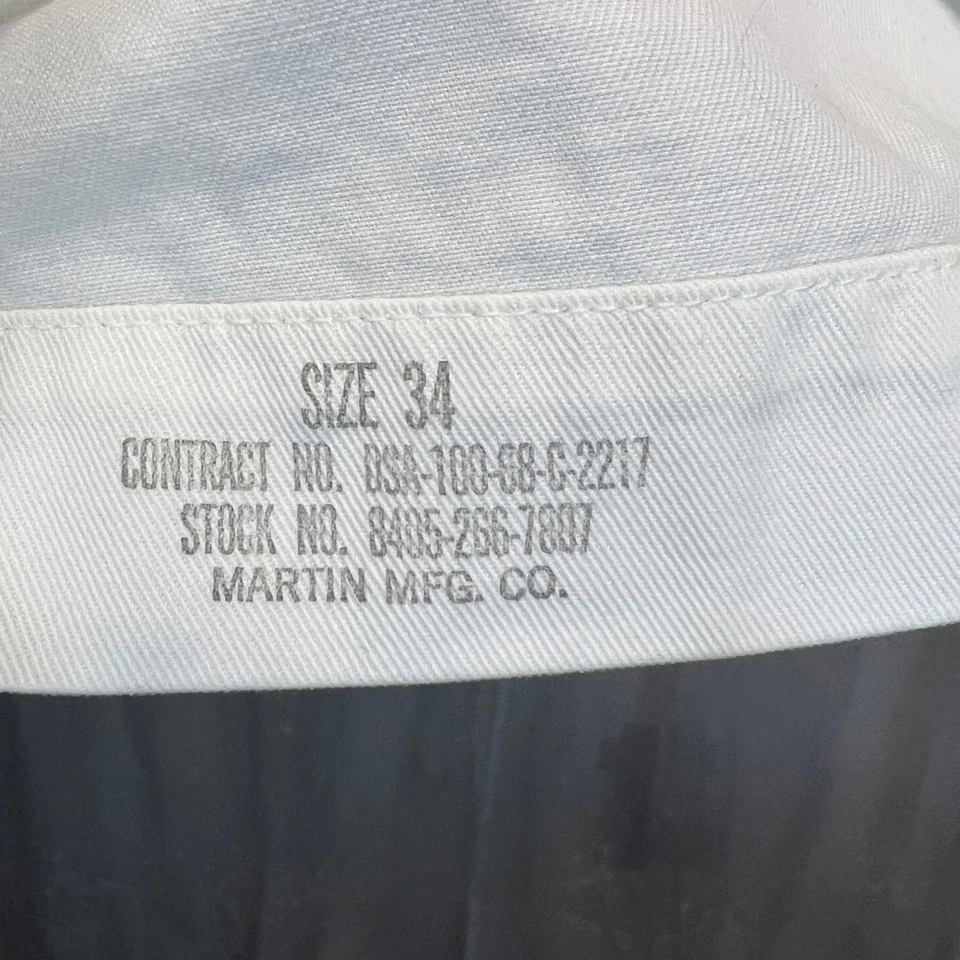 SIZE 34
CONTRACT NO. DSA-100-68-C-2217
STOCK NO. 8405-266-7807
MARTIN MFG. CO.